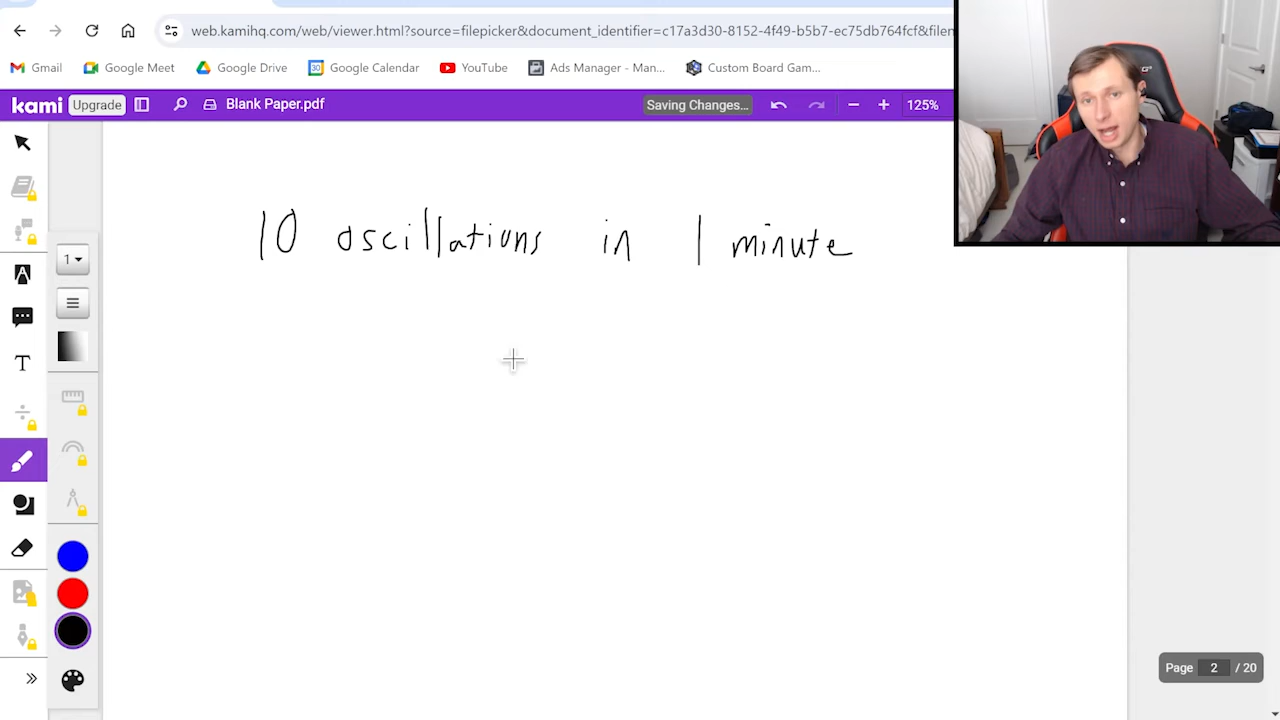 web.kamihq.com/web/viewer.html?source=filepicker&document_identifier=c17a3d30-8152-4f49-b5b7-ec75db764fcf&filen
Gmail Google Meet Google Drive 30 Google Calendar YouTube Ads Manager - Man... Custom Board Gam...
kami Upgrade Blank Paper.pdf Saving Changes... 125%
10 oscillations in 1 minute
1
A
T
Page 2 / 20